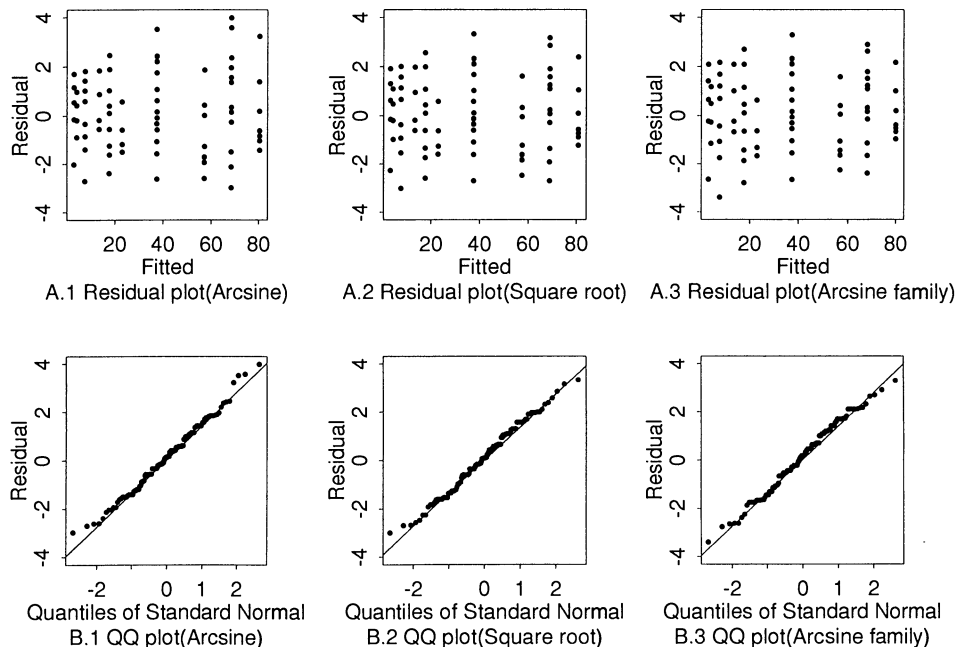 Residual
-4 -2 0 2 4
20 40 60 80
Fitted
A.1 Residual plot(Arcsine)
Residual
-4 -2 0 2 4
20 40 60 80
Fitted
A.2 Residual plot(Square root)
Residual
-4 -2 0 2 4
20 40 60 80
Fitted
A.3 Residual plot(Arcsine family)
Residual
-4 -2 0 2 4
-2 0 1 2
Quantiles of Standard Normal
B.1 QQ plot(Arcsine)
Residual
-4 -2 0 2 4
-2 0 1 2
Quantiles of Standard Normal
B.2 QQ plot(Square root)
Residual
-4 -2 0 2 4
-2 0 1 2
Quantiles of Standard Normal
B.3 QQ plot(Arcsine family)